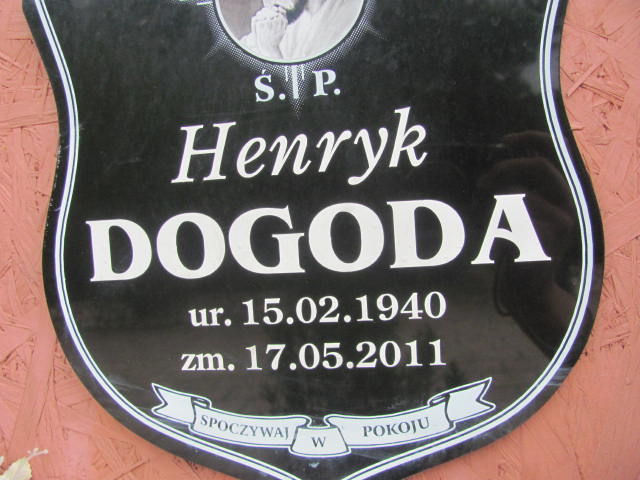 Ś. P.
Henryk
DOGODA
ur. 15.02.1940
zm. 17.05.2011
SPOCZYWAJ W POKOJU